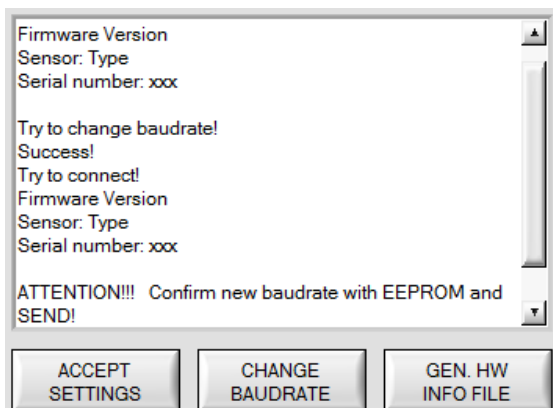 Firmware Version
Sensor: Type
Serial number: xxx
Try to change baudrate!
Success!
Try to connect!
Firmware Version
Sensor: Type
Serial number: xxx
ATTENTION!!!   Confirm new baudrate with EEPROM and
SEND!
ACCEPT
SETTINGS
CHANGE
BAUDRATE
GEN. HW
INFO FILE